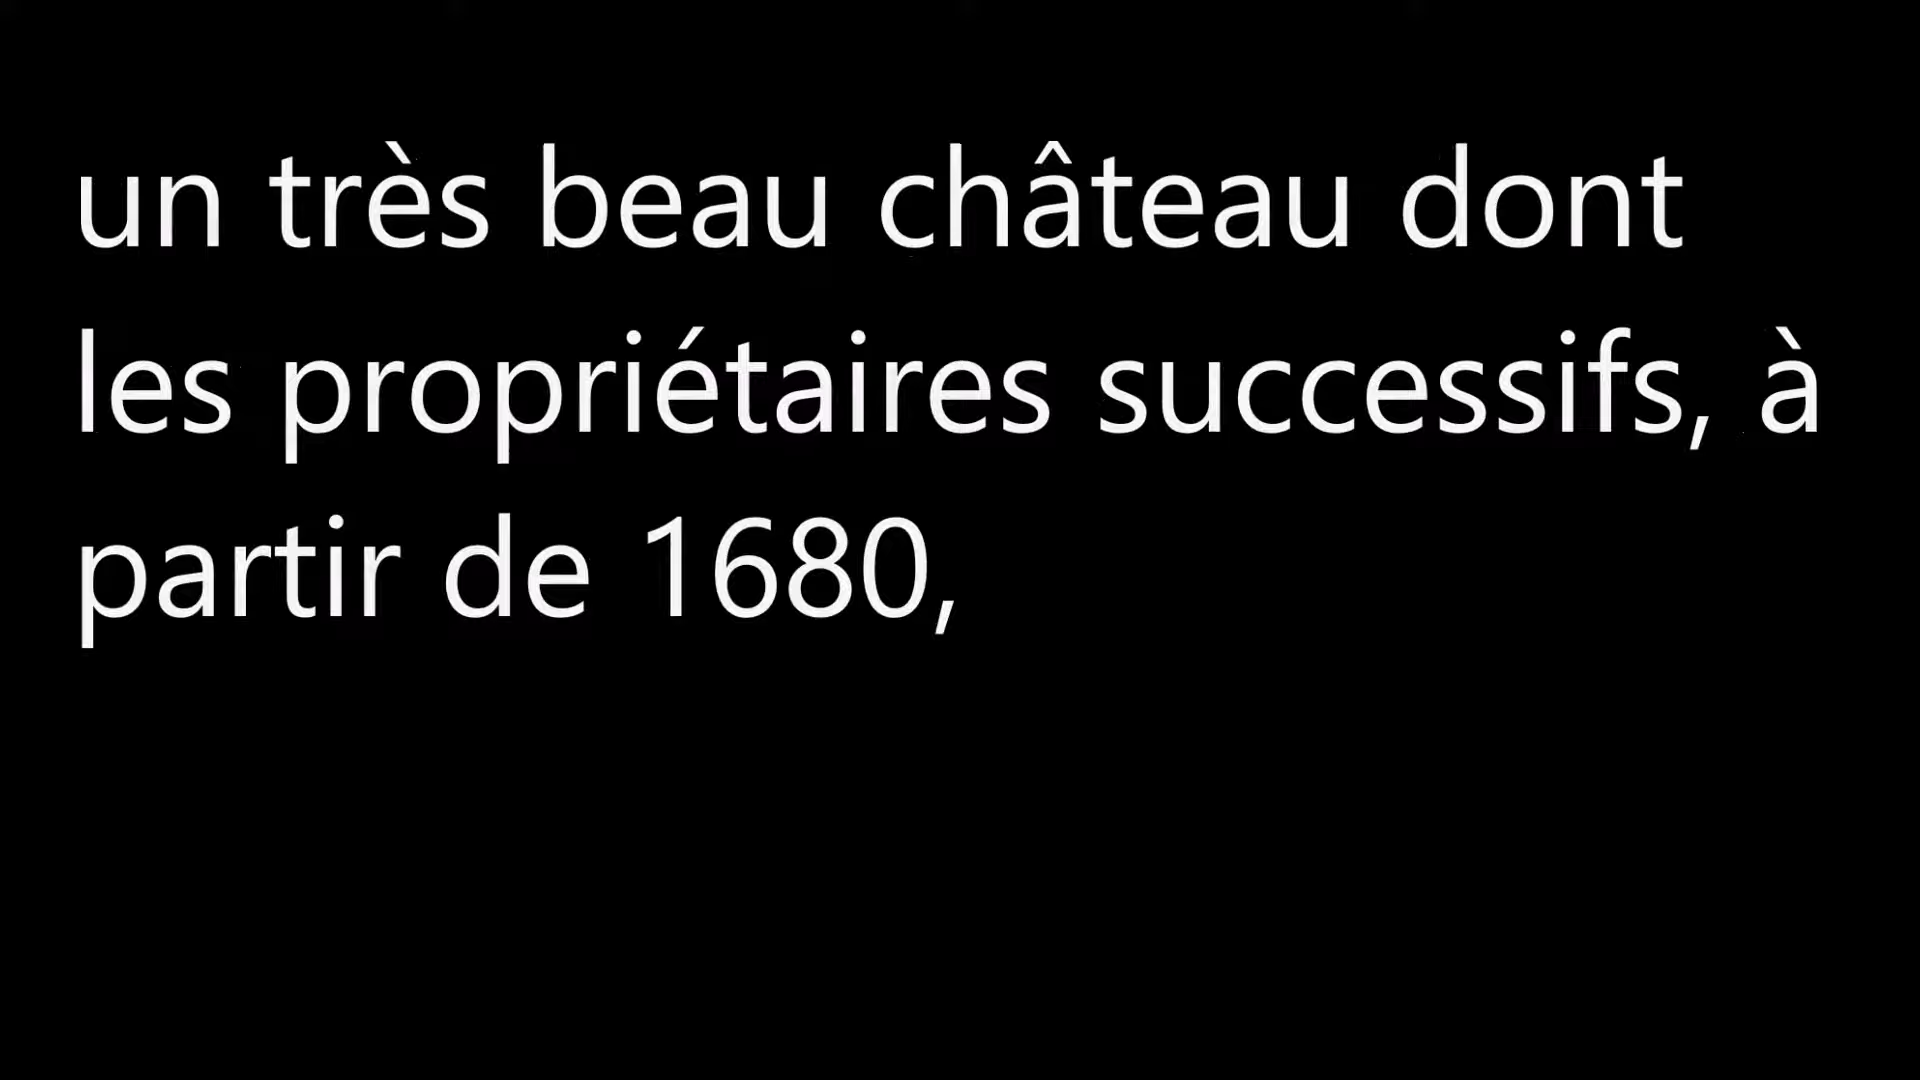 un très beau château dont
les propriétaires successifs, à
partir de 1680,